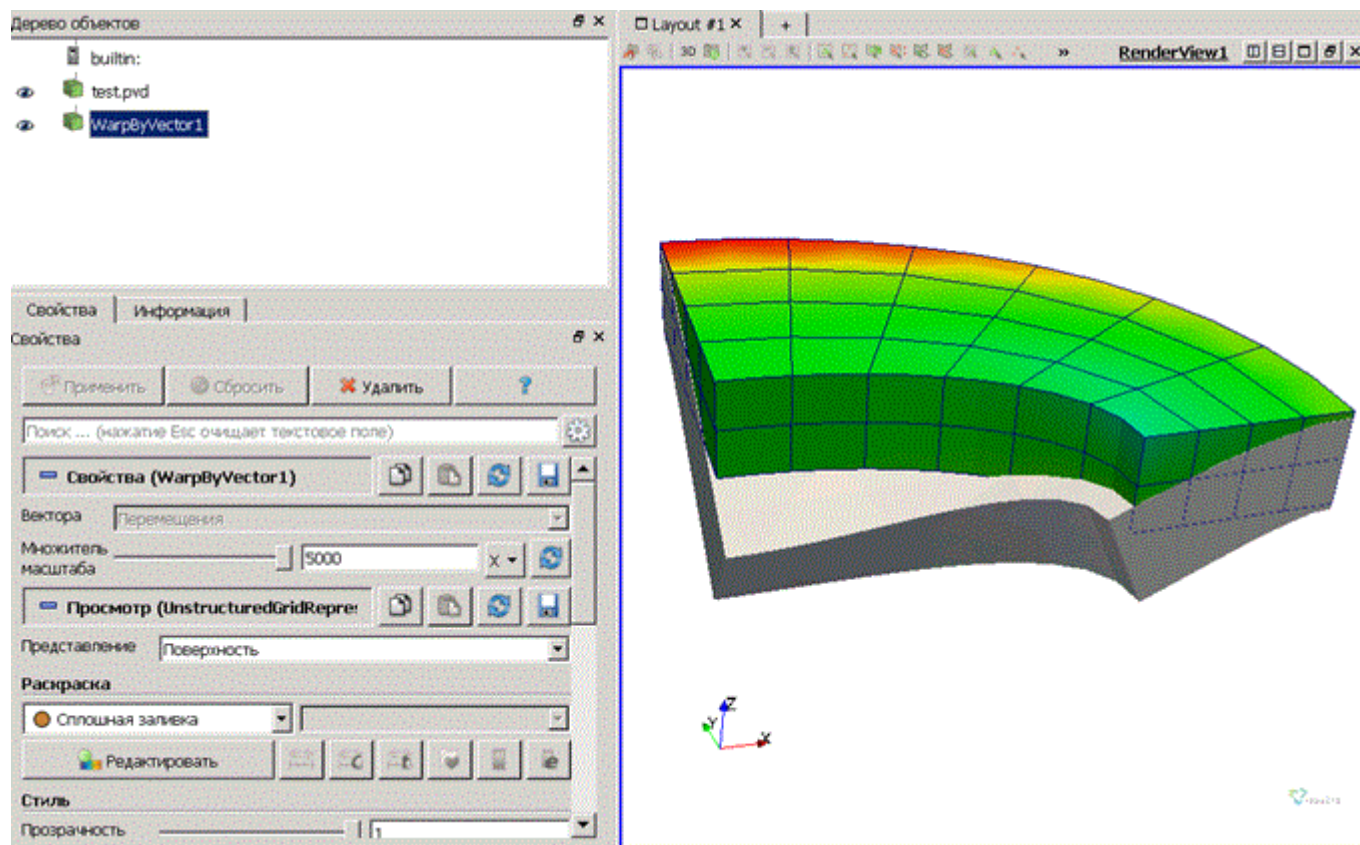 Дерево объектов
builtin:
test.pvd
WarpByVector1
Свойства
Информация
Свойства
Применить
Сбросить
Удалить
?
Поиск ... (нажатие Esc очищает текстовое поле)
Свойства (WarpByVector1)
Вектора
Перемещения
Множитель масштаба
5000
X
Просмотр (UnstructuredGridRepre
Представление
Поверхность
Раскраска
Сплошная заливка
Редактировать
Стиль
Прозрачность
1
Layout #1
+
3D
»
RenderView1
Z
Y
X